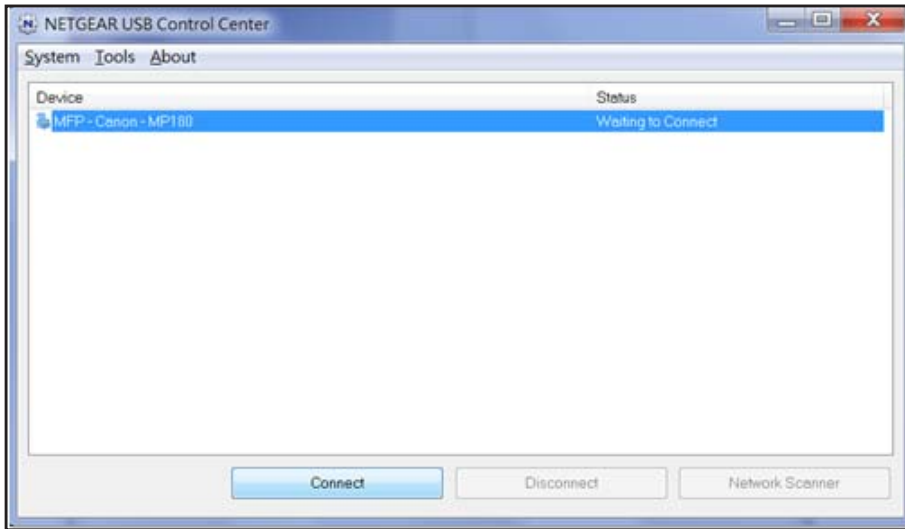 NETGEAR USB Control Center
System Tools About
Device Status
MFP - Canon - MP180 Waiting to Connect
Connect Disconnect Network Scanner